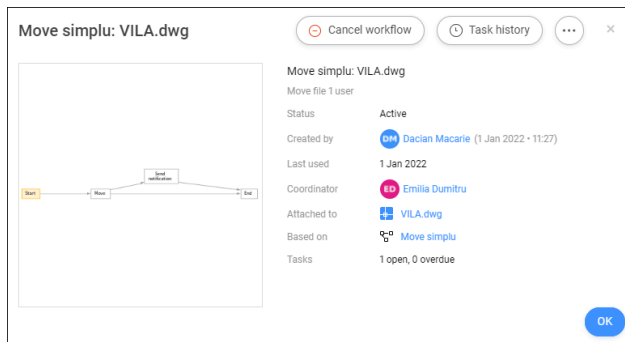 Move simplu: VILA.dwg
Cancel workflow
Task history
Move simplu: VILA.dwg
Move file 1 user
Status Active
Created by DM Dacian Macarie (1 Jan 2022 • 11:27)
Last used 1 Jan 2022
Coordinator ED Emilia Dumitru
Attached to VILA.dwg
Based on Move simplu
Tasks 1 open, 0 overdue
Start
Move
Send
notification
End
OK